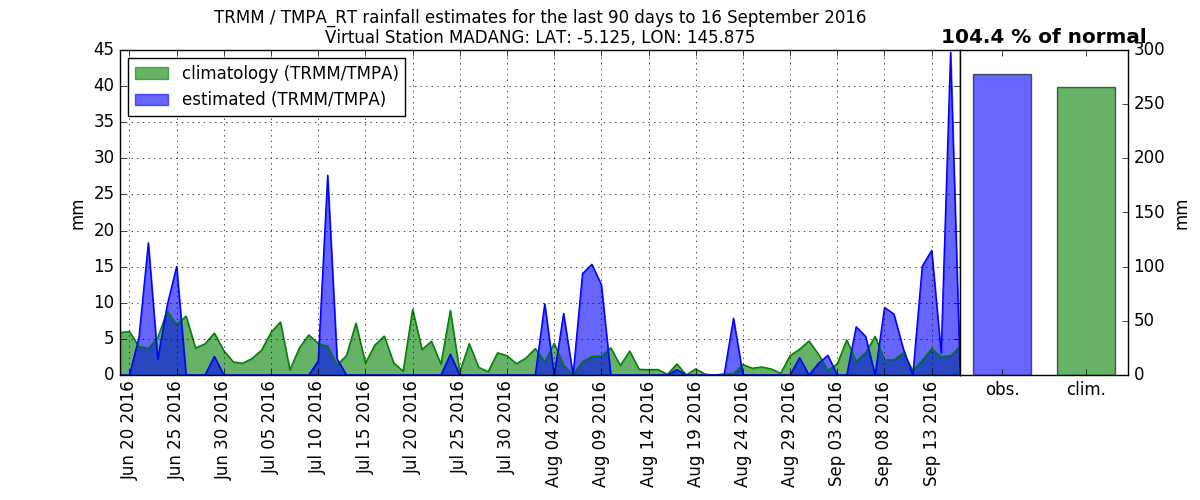 TRMM / TMPA_RT rainfall estimates for the last 90 days to 16 September 2016
Virtual Station MADANG: LAT: -5.125, LON: 145.875
104.4 % of normal
climatology (TRMM/TMPA)
estimated (TRMM/TMPA)
mm
45
40
35
30
25
20
15
10
5
0
Jun 20 2016
Jun 25 2016
Jun 30 2016
Jul 05 2016
Jul 10 2016
Jul 15 2016
Jul 20 2016
Jul 25 2016
Jul 30 2016
Aug 04 2016
Aug 09 2016
Aug 14 2016
Aug 19 2016
Aug 24 2016
Aug 29 2016
Sep 03 2016
Sep 08 2016
Sep 13 2016
300
250
200
150
100
50
0
mm
obs.
clim.